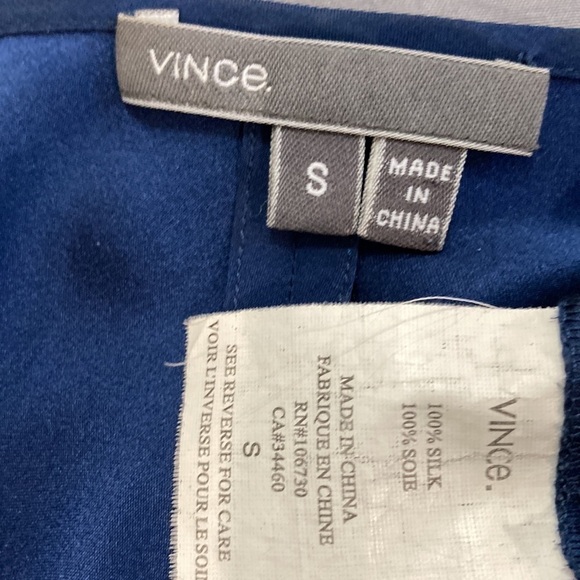 VINCe.
S
MADE
IN
CHINA
VINCe.
100% SILK
100% SOIE
MADE IN CHINA
FABRIQUE EN CHINE
RN#106730
CA#34460
S
SEE REVERSE FOR CARE
VOIR L'INVERSE POUR LE SOI